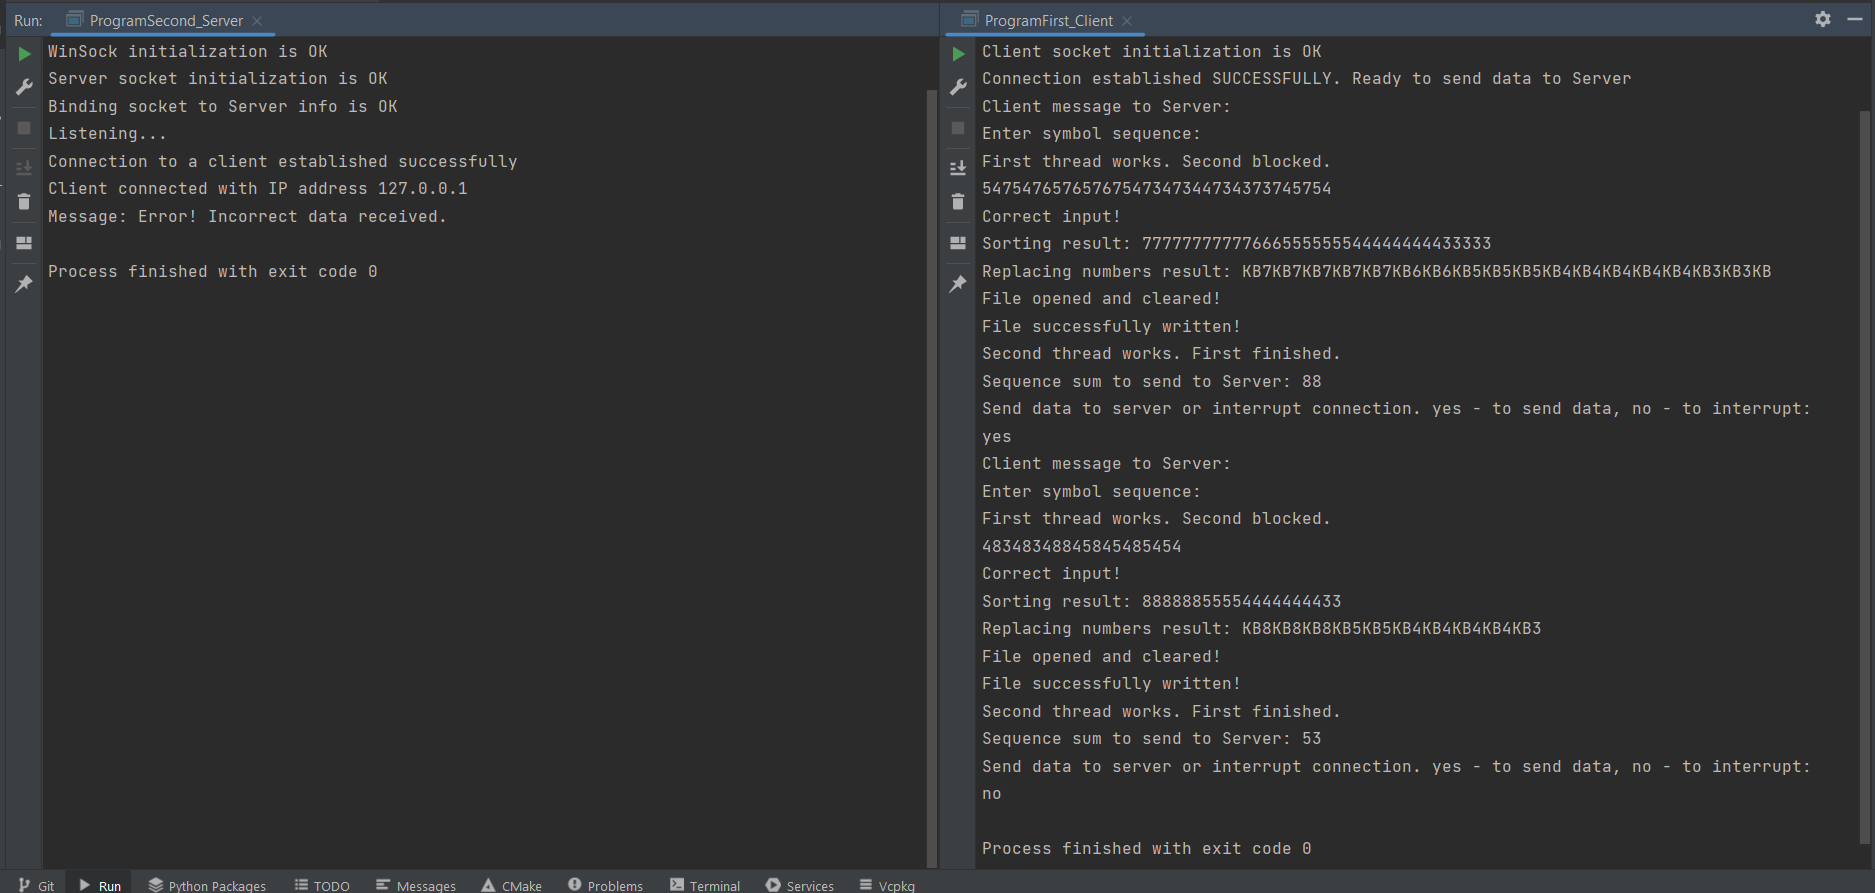 Run: ProgramSecond_Server ProgramFirst_Client
WinSock initialization is OK
Server socket initialization is OK
Binding socket to Server info is OK
Listening...
Connection to a client established successfully
Client connected with IP address 127.0.0.1
Message: Error! Incorrect data received.
Process finished with exit code 0
Client socket initialization is OK
Connection established SUCCESSFULLY. Ready to send data to Server
Client message to Server:
Enter symbol sequence:
First thread works. Second blocked.
54754765765767547347344734373745754
Correct input!
Sorting result: 77777777777666555555544444444433333
Replacing numbers result: KB7KB7KB7KB7KB7KB6KB6KB5KB5KB5KB4KB4KB4KB4KB4KB3KB3KB
File opened and cleared!
File successfully written!
Second thread works. First finished.
Sequence sum to send to Server: 88
Send data to server or interrupt connection. yes - to send data, no - to interrupt:
yes
Client message to Server:
Enter symbol sequence:
First thread works. Second blocked.
48348348845845485454
Correct input!
Sorting result: 88888855554444444433
Replacing numbers result: KB8KB8KB8KB5KB5KB4KB4KB4KB4KB3
File opened and cleared!
File successfully written!
Second thread works. First finished.
Sequence sum to send to Server: 53
Send data to server or interrupt connection. yes - to send data, no - to interrupt:
no
Process finished with exit code 0
Git Run Python Packages TODO Messages CMake Problems Terminal Services Vcpkg